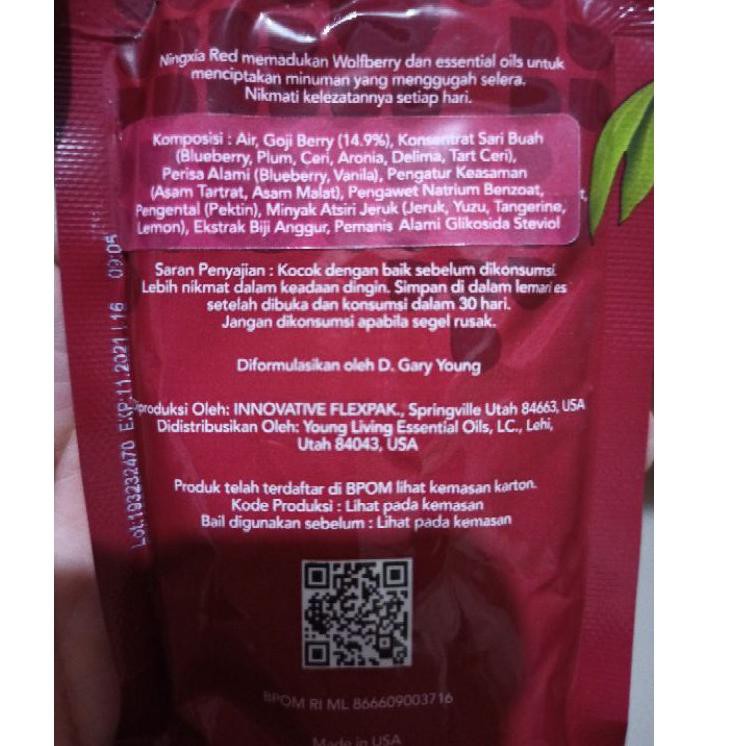 Ningxia Red memadukan Wolfberry dan essential oils untuk
menciptakan minuman yang menggugah selera.
Nikmati kelezatannya setiap hari.
Komposisi : Air, Goji Berry (14.9%), Konsentrat Sari Buah
(Blueberry, Plum, Ceri, Aronia, Delima, Tart Ceri),
Perisa Alami (Blueberry, Vanila), Pengatur Keasaman
(Asam Tartrat, Asam Malat), Pengawet Natrium Benzoat,
Pengental (Pektin), Minyak Atsiri Jeruk (Jeruk, Yuzu, Tangerine,
Lemon), Ekstrak Biji Anggur, Pemanis Alami Glikosida Steviol
Saran Penyajian : Kocok dengan baik sebelum dikonsumsi.
Lebih nikmat dalam keadaan dingin. Simpan di dalam lemari es
setelah dibuka dan konsumsi dalam 30 hari.
Jangan dikonsumsi apabila segel rusak.
Diformulasikan oleh D. Gary Young
Oleh: INNOVATIVE FLEXPAK., Springville Utah 84663, USA
Didistribusikan Oleh: Young Living Essential Oils, LC., Lehi,
Utah 84043, USA
Produk telah terdaftar di BPOM lihat kemasan karton.
Kode Produksi : Lihat pada kemasan
Bail digunakan sebelum : Lihat pada kemasan
BPOM RI ML 866609003716
Made in USA
Lot:193232470 EXP:11.2021 116 09:05